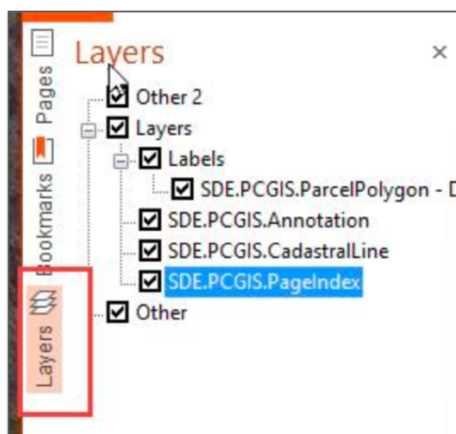 Layers
Other 2
Layers
Labels
SDE.PCGIS.ParcelPolygon - D
SDE.PCGIS.Annotation
SDE.PCGIS.CadastralLine
SDE.PCGIS.PageIndex
Other
Pages
Bookmarks
Layers